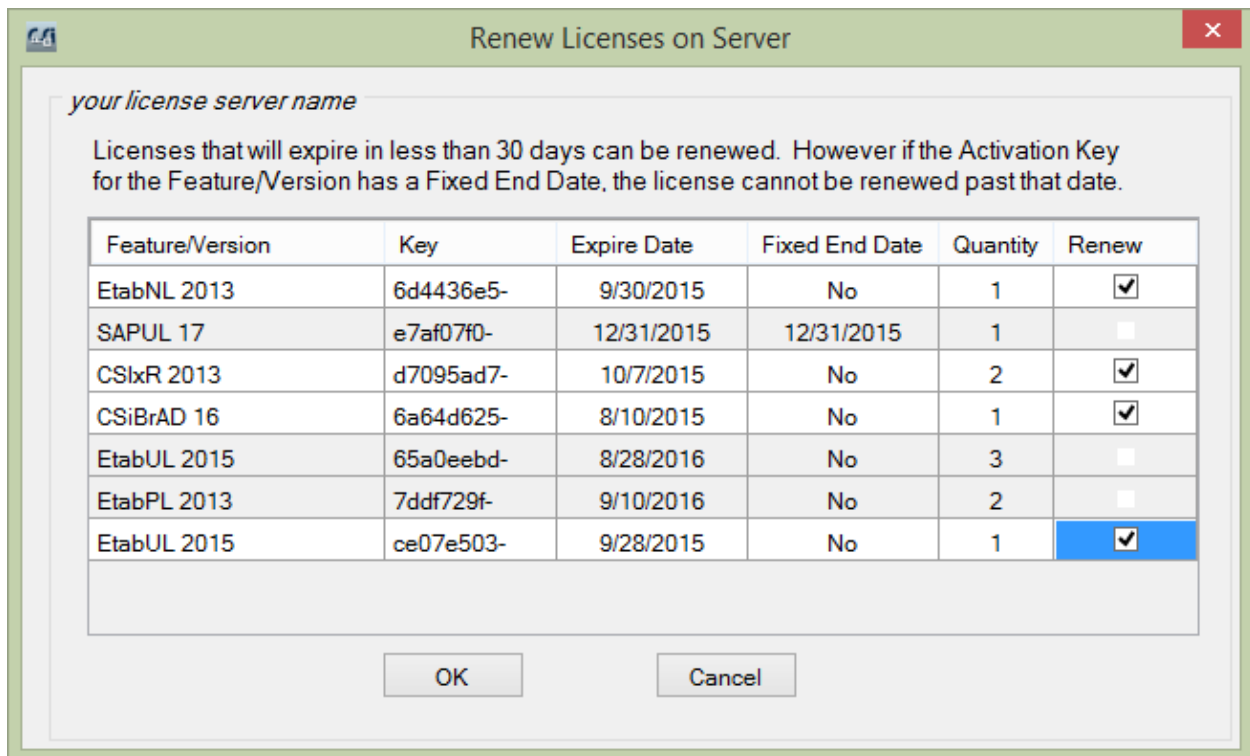 Renew Licenses on Server
your license server name
Licenses that will expire in less than 30 days can be renewed. However if the Activation Key
for the Feature/Version has a Fixed End Date, the license cannot be renewed past that date.
Feature/Version Key Expire Date Fixed End Date Quantity Renew
EtabNL 2013 6d4436e5- 9/30/2015 No 1
SAPUL 17 e7af07f0- 12/31/2015 12/31/2015 1
CSIxR 2013 d7095ad7- 10/7/2015 No 2
CSiBrAD 16 6a64d625- 8/10/2015 No 1
EtabUL 2015 65a0eebd- 8/28/2016 No 3
EtabPL 2013 7ddf729f- 9/10/2016 No 2
EtabUL 2015 ce07e503- 9/28/2015 No 1
OK Cancel